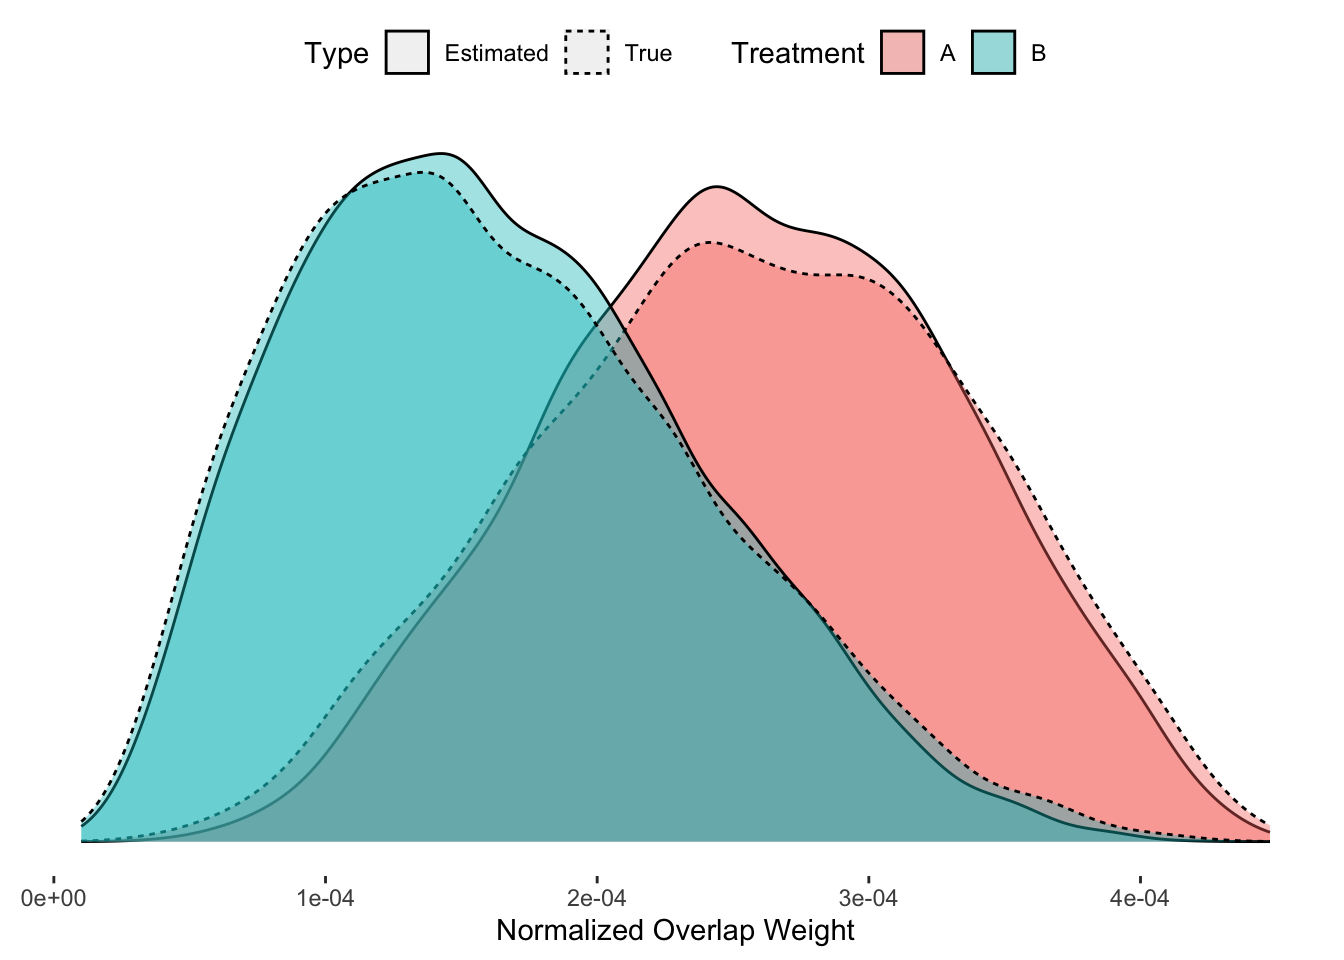 Type Estimated True Treatment A B
0e+00 1e-04 2e-04 3e-04 4e-04
Normalized Overlap Weight